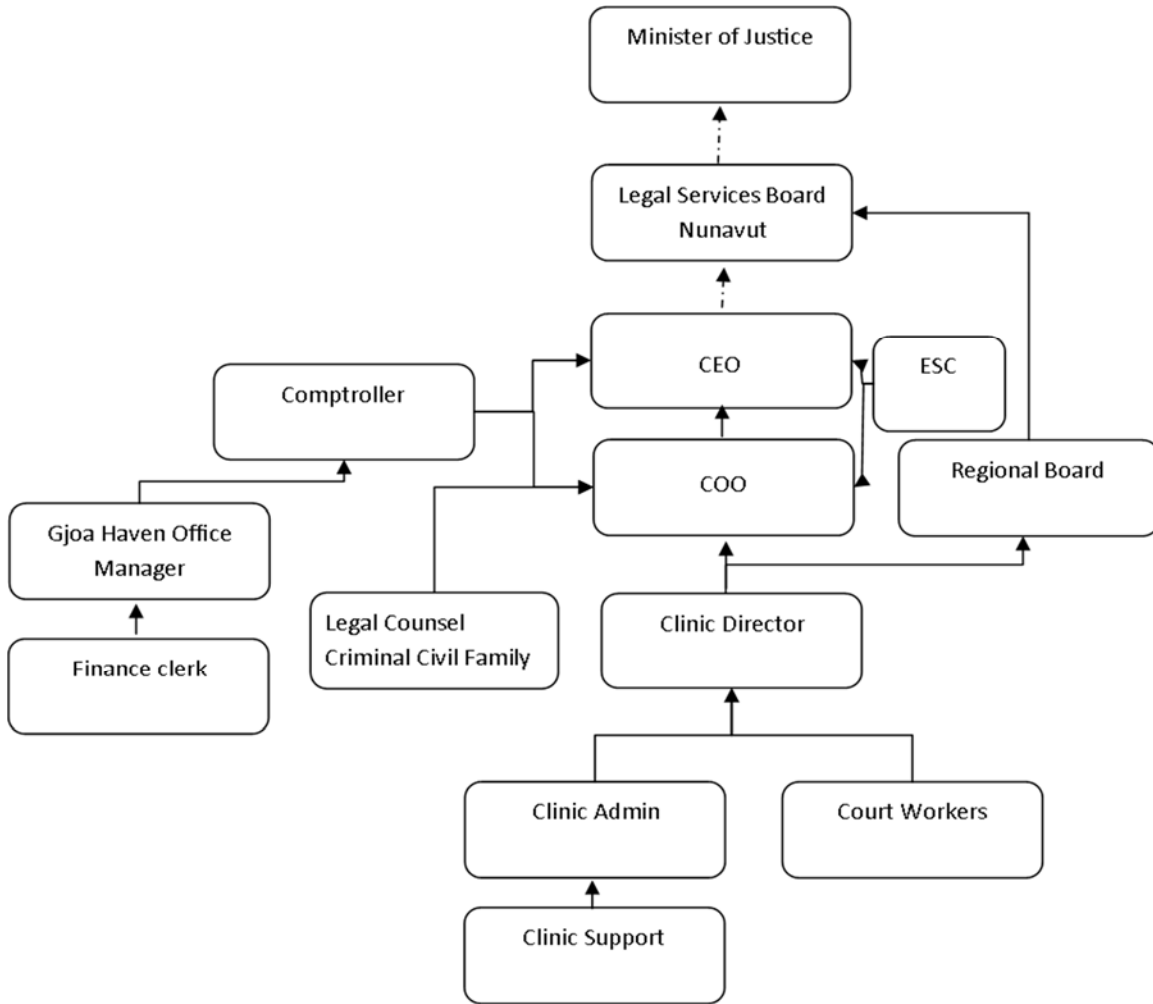 Minister of Justice
Legal Services Board
Nunavut
CEO
ESC
Comptroller
COO
Regional Board
Gjoa Haven Office
Manager
Legal Counsel
Criminal Civil Family
Clinic Director
Finance clerk
Clinic Admin
Court Workers
Clinic Support